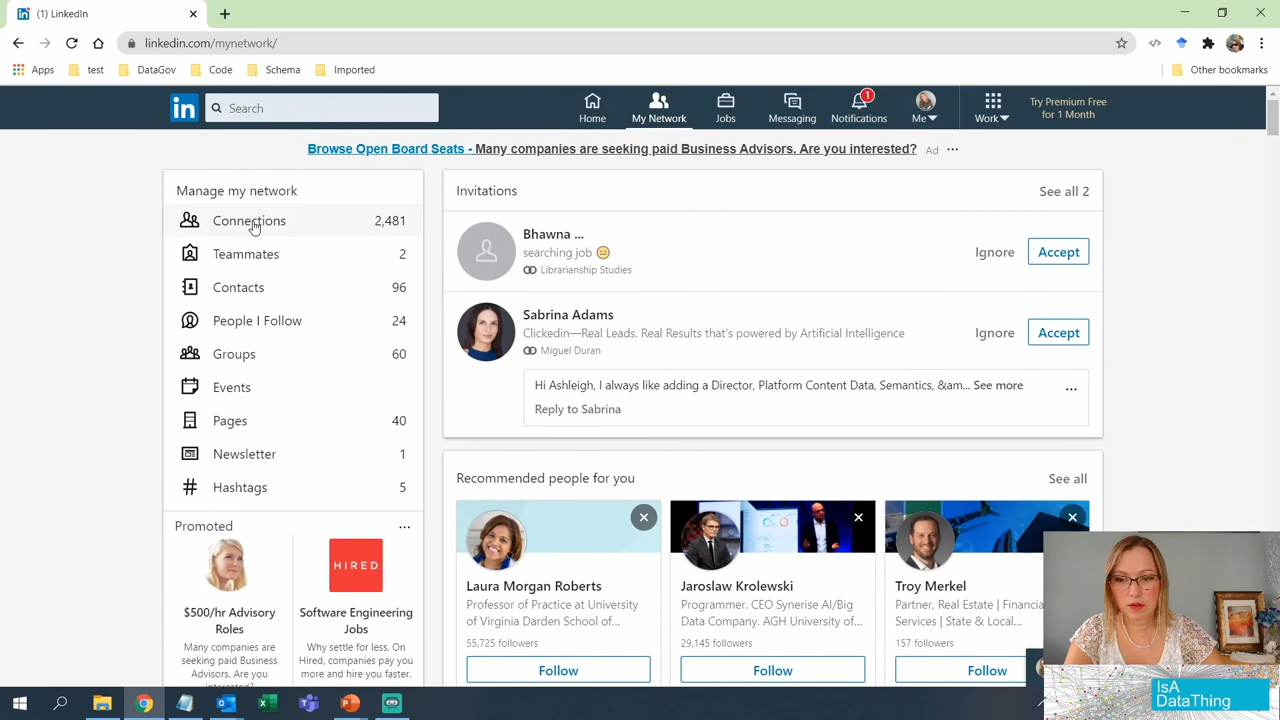 (1) LinkedIn
linkedin.com/mynetwork/
Apps test DataGov Code Schema Imported Other bookmarks
in Search
Home My Network Jobs Messaging 1 Notifications Me Work Try Premium Free
for 1 Month
Browse Open Board Seats - Many companies are seeking paid Business Advisors. Are you interested? Ad ...
Manage my network
Connections 2,481
Teammates 2
Contacts 96
People I Follow 24
Groups 60
Events
Pages 40
Newsletter 1
Hashtags 5
Promoted ...
$500/hr Advisory
Roles
Many companies are
seeking paid Business
Advisors. Are you
interested?
HIRED
Software Engineering
Jobs
Why settle for less. On
Hired, companies pay you
more and hire you faster.
Invitations See all 2
Bhawna ...
searching job
Librarianship Studies
Ignore Accept
Sabrina Adams
Clickedin—Real Leads. Real Results that's powered by Artificial Intelligence
Miguel Duran
Ignore Accept
Hi Ashleigh, I always like adding a Director, Platform Content Data, Semantics, &am... See more ...
Reply to Sabrina
Recommended people for you See all
Laura Morgan Roberts
Professor of Practice at University
of Virginia Darden School of...
55,725 followers
Follow
Jaroslaw Krolewski
Programmer. CEO Synerise AI/Big
Data Company. AGH University of...
29,145 followers
Follow
Troy Merkel
Partner, Real Estate | Financial
Services | State & Local...
157 followers
Follow
IsA
DataThing